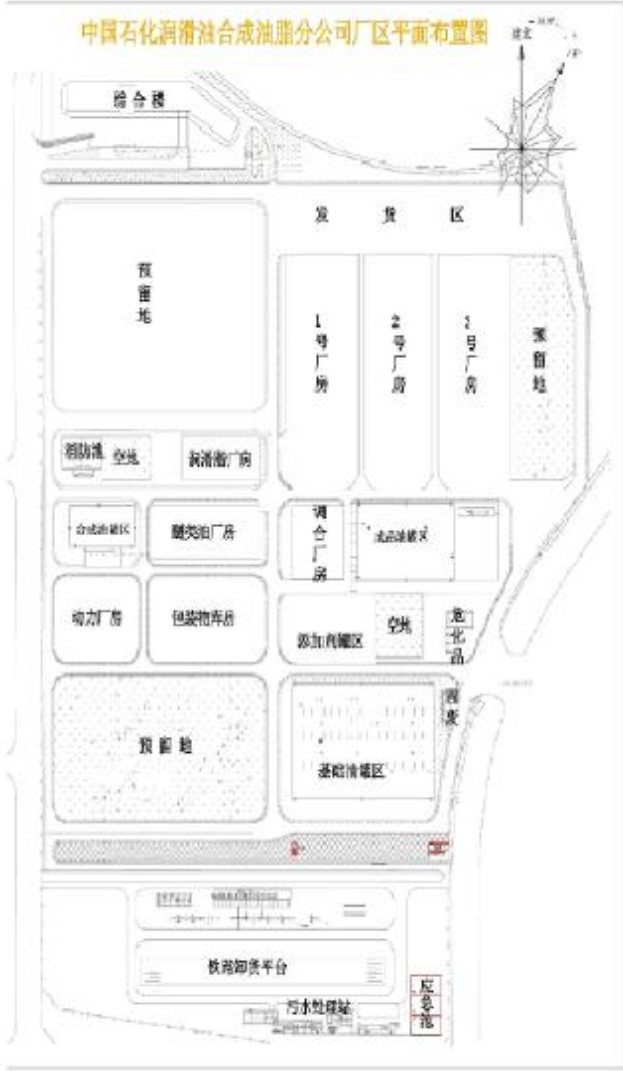 中国石化润滑油合成油脂分公司厂区平面布置图
综合楼
发货区
预留地
1号厂房
2号厂房
3号厂房
预留地
消防池
空地
润滑脂厂房
合成油罐区
醚类油厂房
调合厂房
成品油罐区
动力厂房
包装物库房
添加剂罐区
空地
危化品
预留地
固废
基础油罐区
铁路卸货平台
污水处理站
应急池